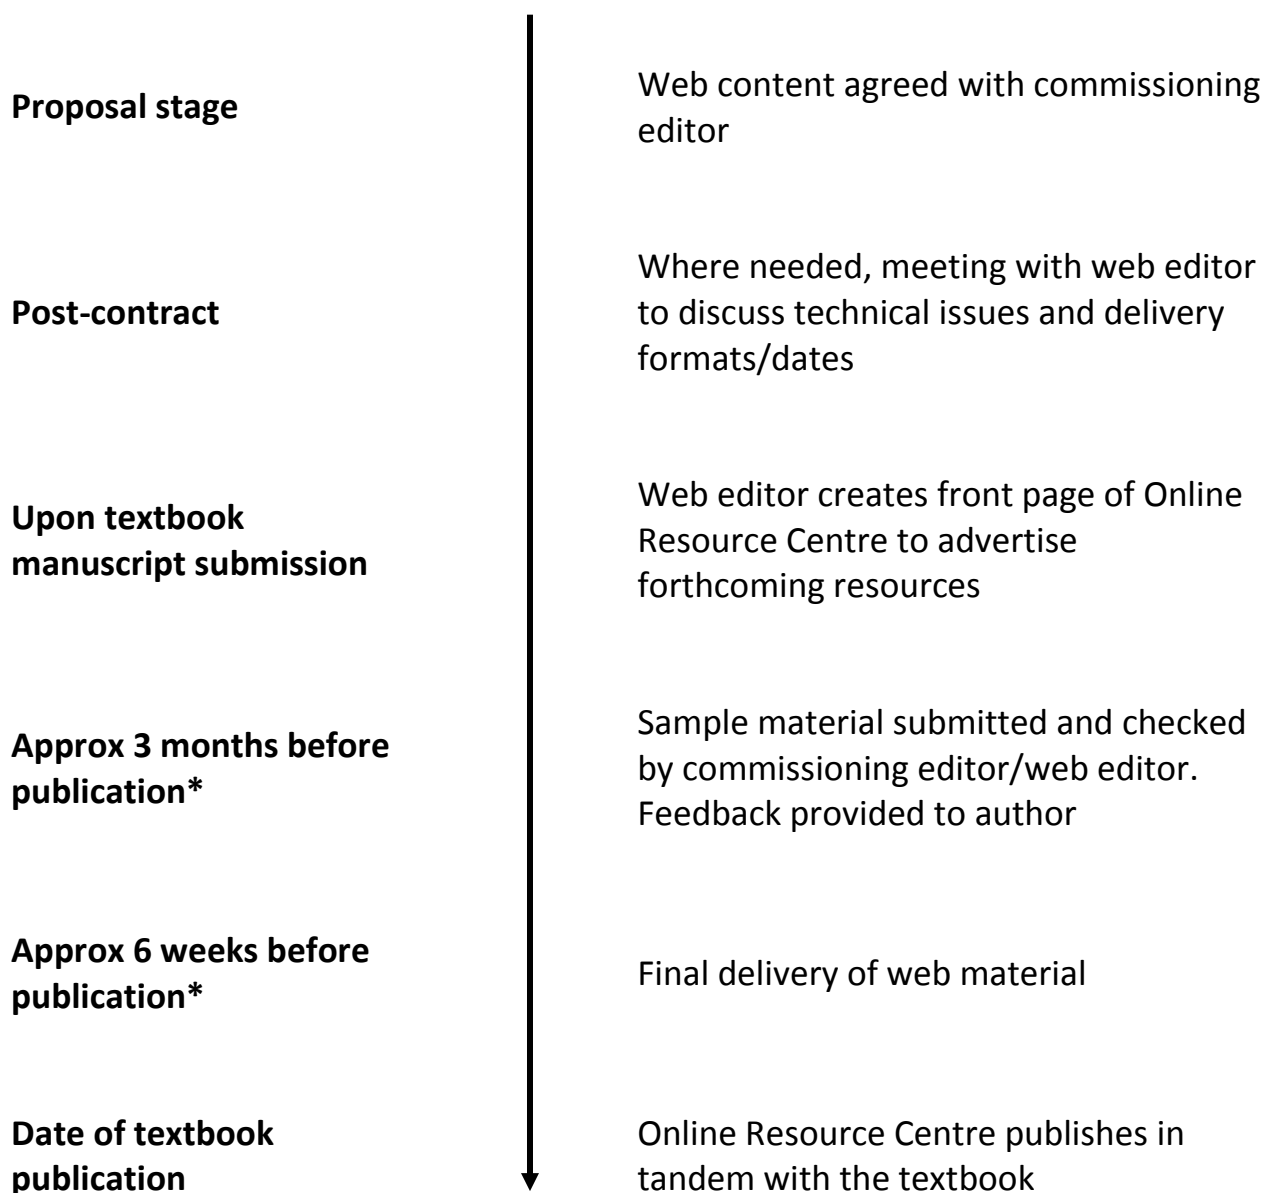 Proposal stage
Web content agreed with commissioning
editor
Post-contract
Where needed, meeting with web editor
to discuss technical issues and delivery
formats/dates
Upon textbook
manuscript submission
Web editor creates front page of Online
Resource Centre to advertise
forthcoming resources
Approx 3 months before
publication*
Sample material submitted and checked
by commissioning editor/web editor.
Feedback provided to author
Approx 6 weeks before
publication*
Final delivery of web material
Date of textbook
publication
Online Resource Centre publishes in
tandem with the textbook